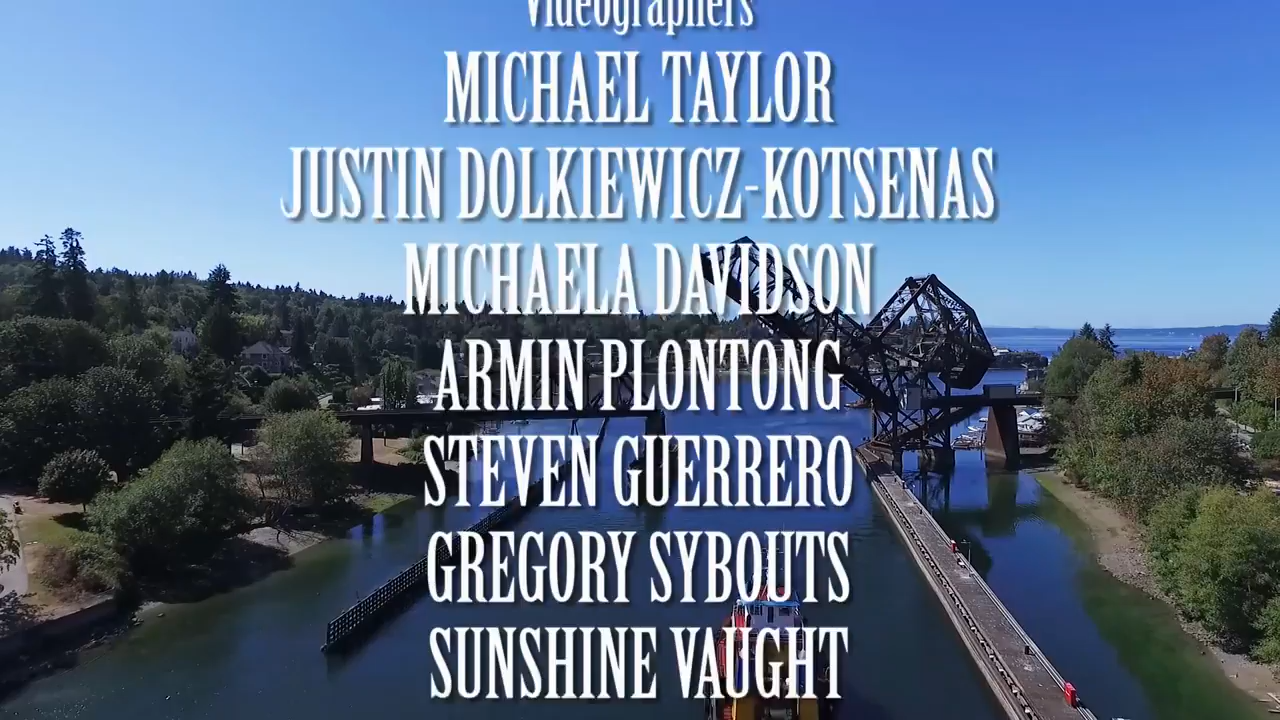 Videographers
MICHAEL TAYLOR
JUSTIN DOLKIEWICZ-KOTSENAS
MICHAELA DAVIDSON
ARMIN PLONTONG
STEVEN GUERRERO
GREGORY SYBOUTS
SUNSHINE VAUGHT